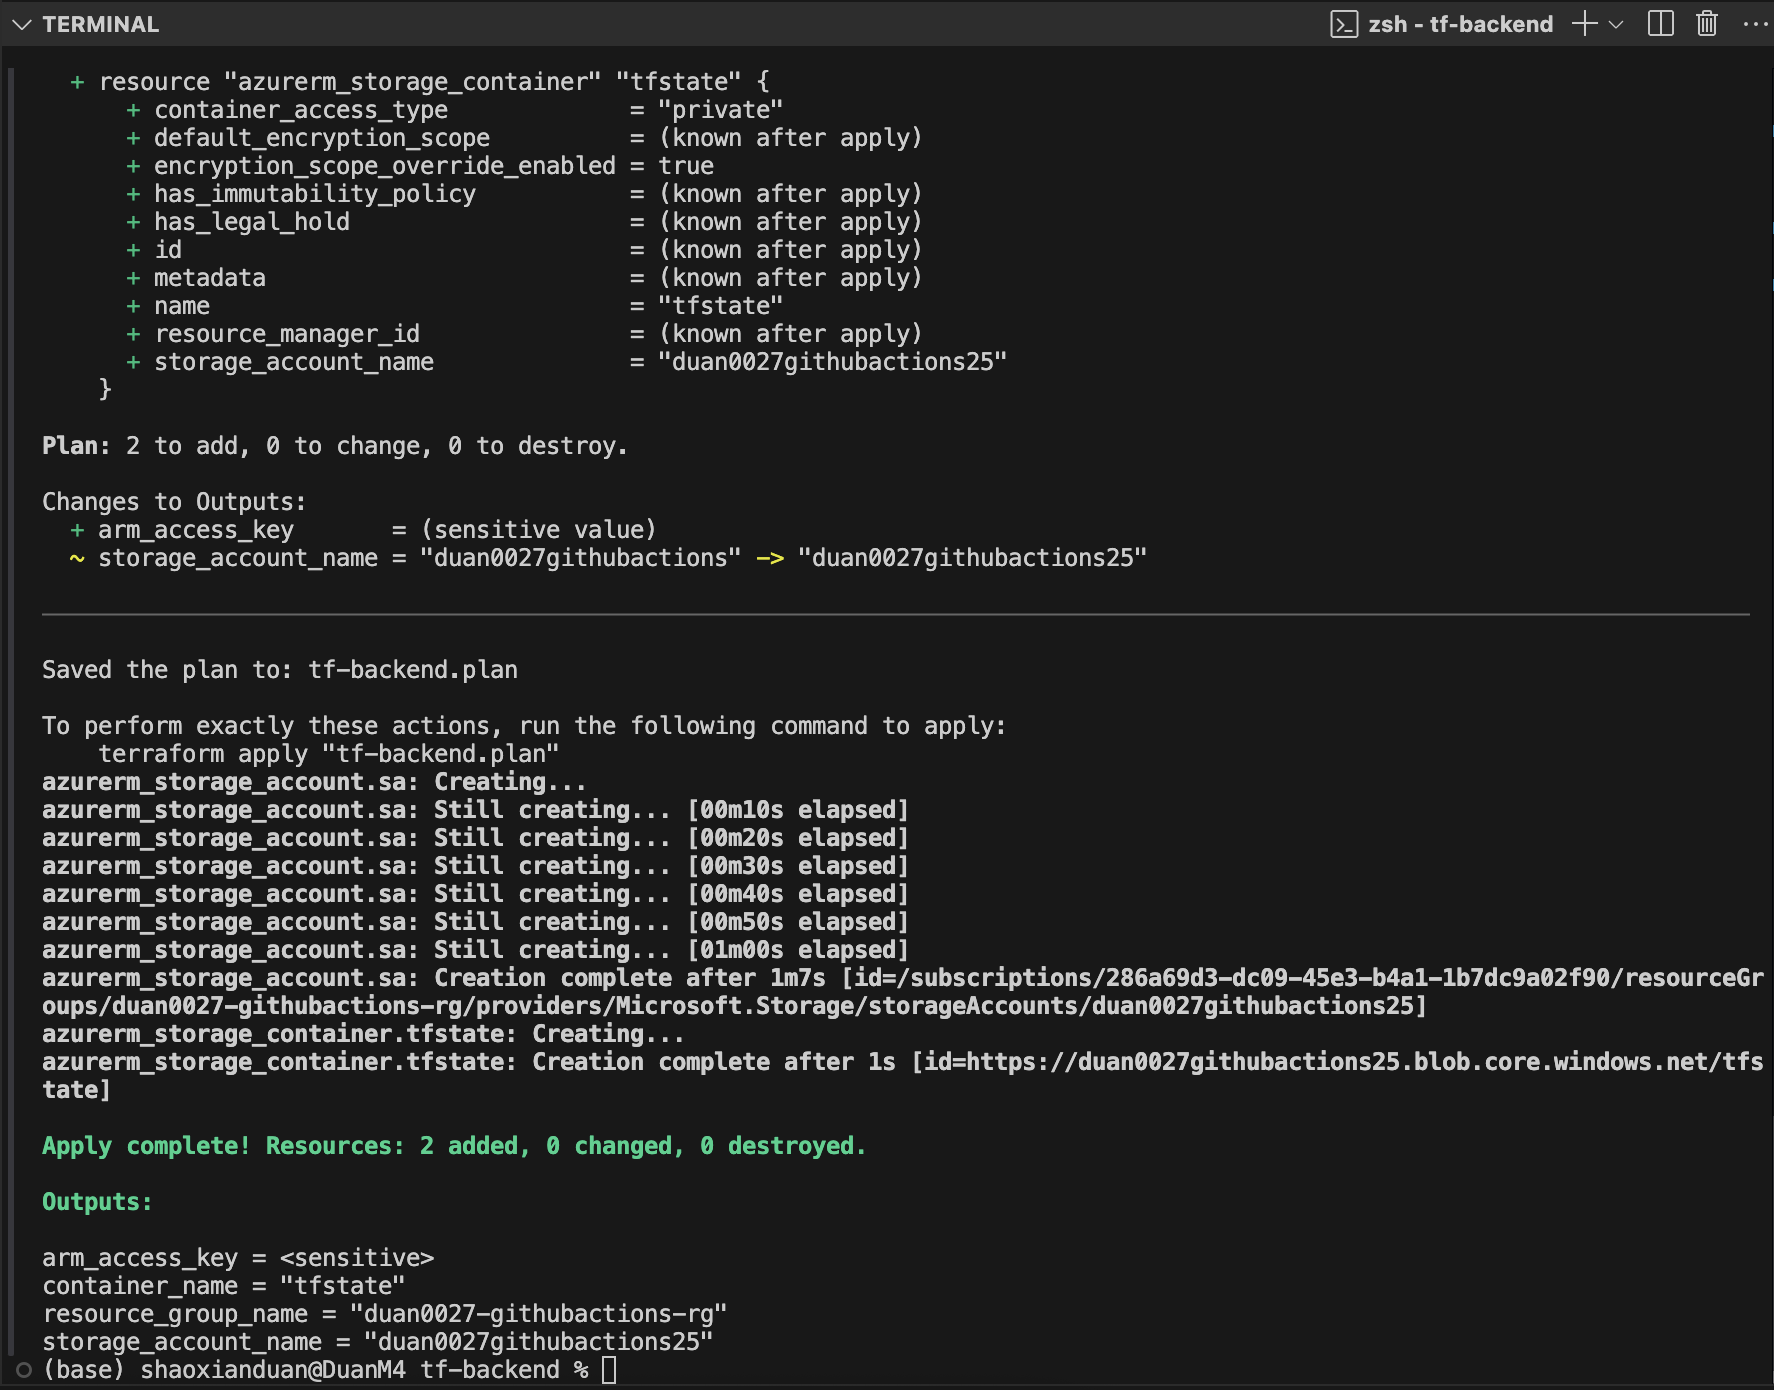 TERMINAL
zsh - tf-backend
+ resource "azurerm_storage_container" "tfstate" {
+ container_access_type = "private"
+ default_encryption_scope = (known after apply)
+ encryption_scope_override_enabled = true
+ has_immutability_policy = (known after apply)
+ has_legal_hold = (known after apply)
+ id = (known after apply)
+ metadata = (known after apply)
+ name = "tfstate"
+ resource_manager_id = (known after apply)
+ storage_account_name = "duan0027githubactions25"
}
Plan: 2 to add, 0 to change, 0 to destroy.
Changes to Outputs:
+ arm_access_key = (sensitive value)
~ storage_account_name = "duan0027githubactions" -> "duan0027githubactions25"
Saved the plan to: tf-backend.plan
To perform exactly these actions, run the following command to apply:
terraform apply "tf-backend.plan"
azurerm_storage_account.sa: Creating...
azurerm_storage_account.sa: Still creating... [00m10s elapsed]
azurerm_storage_account.sa: Still creating... [00m20s elapsed]
azurerm_storage_account.sa: Still creating... [00m30s elapsed]
azurerm_storage_account.sa: Still creating... [00m40s elapsed]
azurerm_storage_account.sa: Still creating... [00m50s elapsed]
azurerm_storage_account.sa: Still creating... [01m00s elapsed]
azurerm_storage_account.sa: Creation complete after 1m7s [id=/subscriptions/286a69d3-dc09-45e3-b4a1-1b7dc9a02f90/resourceGr
oups/duan0027-githubactions-rg/providers/Microsoft.Storage/storageAccounts/duan0027githubactions25]
azurerm_storage_container.tfstate: Creating...
azurerm_storage_container.tfstate: Creation complete after 1s [id=https://duan0027githubactions25.blob.core.windows.net/tfs
tate]
Apply complete! Resources: 2 added, 0 changed, 0 destroyed.
Outputs:
arm_access_key = <sensitive>
container_name = "tfstate"
resource_group_name = "duan0027-githubactions-rg"
storage_account_name = "duan0027githubactions25"
(base) shaoxianduan@DuanM4 tf-backend %